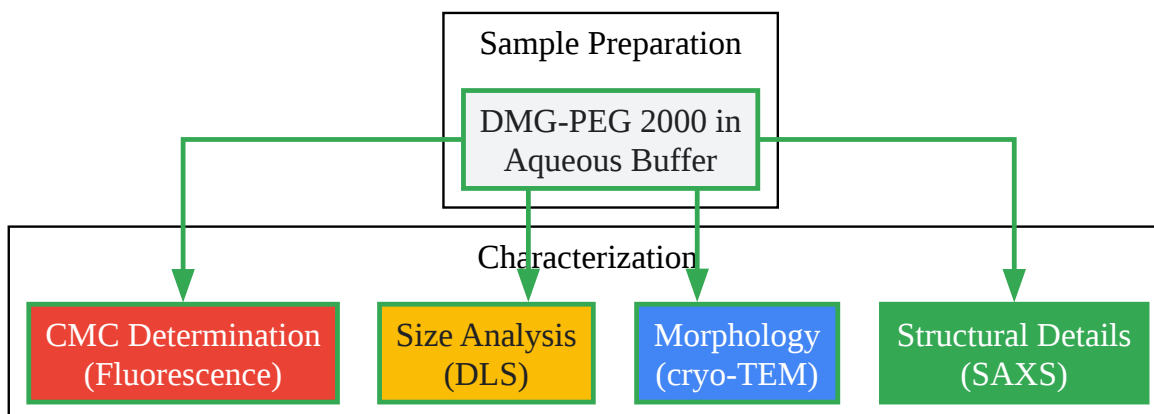 Sample Preparation
DMG-PEG 2000 in
Aqueous Buffer
Characterization
CMC Determination
(Fluorescence)
Size Analysis
(DLS)
Morphology
(cryo-TEM)
Structural Details
(SAXS)